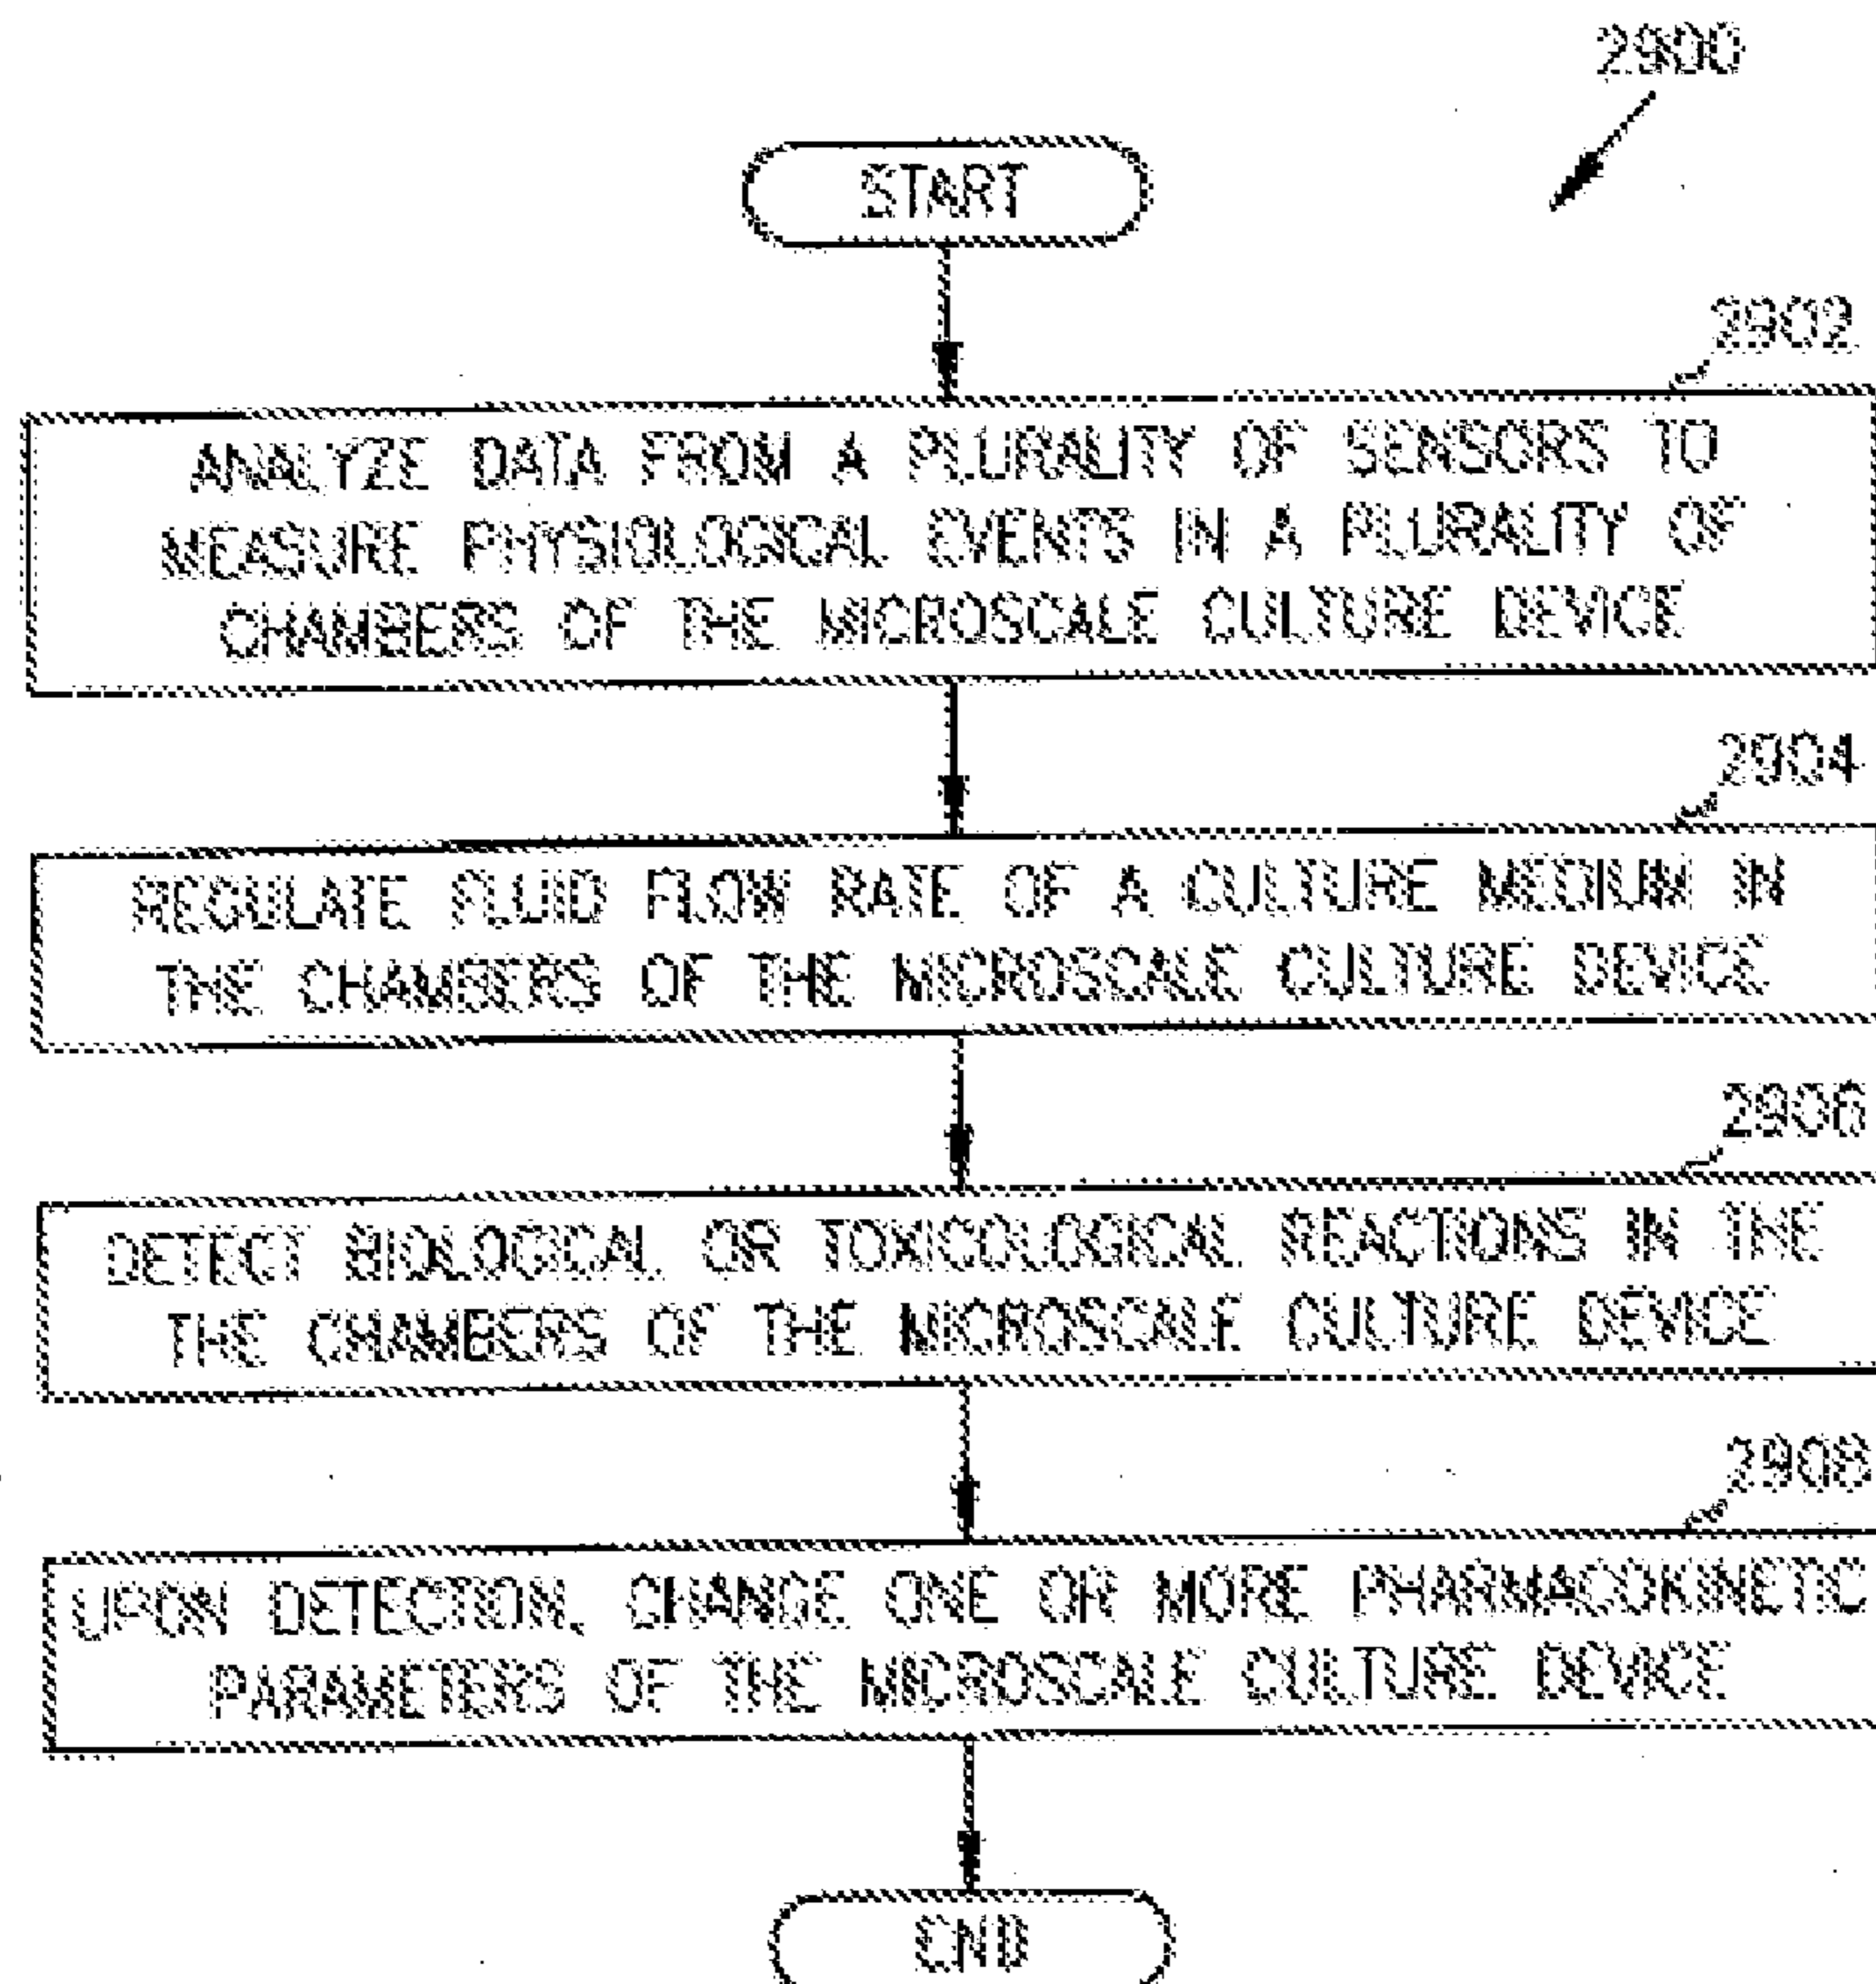 2900
START
2902
ANALYZE DATA FROM A PLURALITY OF SENSORS TO
MEASURE PHYSIOLOGICAL EVENTS IN A PLURALITY OF
CHAMBERS OF THE MICROSCALE CULTURE DEVICE
2904
REGULATE FLUID FLOW RATE OF A CULTURE MEDIUM IN
THE CHAMBERS OF THE MICROSCALE CULTURE DEVICE
2906
DETECT BIOLOGICAL OR TOXICOLOGICAL REACTIONS IN THE
THE CHAMBERS OF THE MICROSCALE CULTURE DEVICE
2908
UPON DETECTION, CHANGE ONE OR MORE PHARMACOKINETIC
PARAMETERS OF THE MICROSCALE CULTURE DEVICE
END